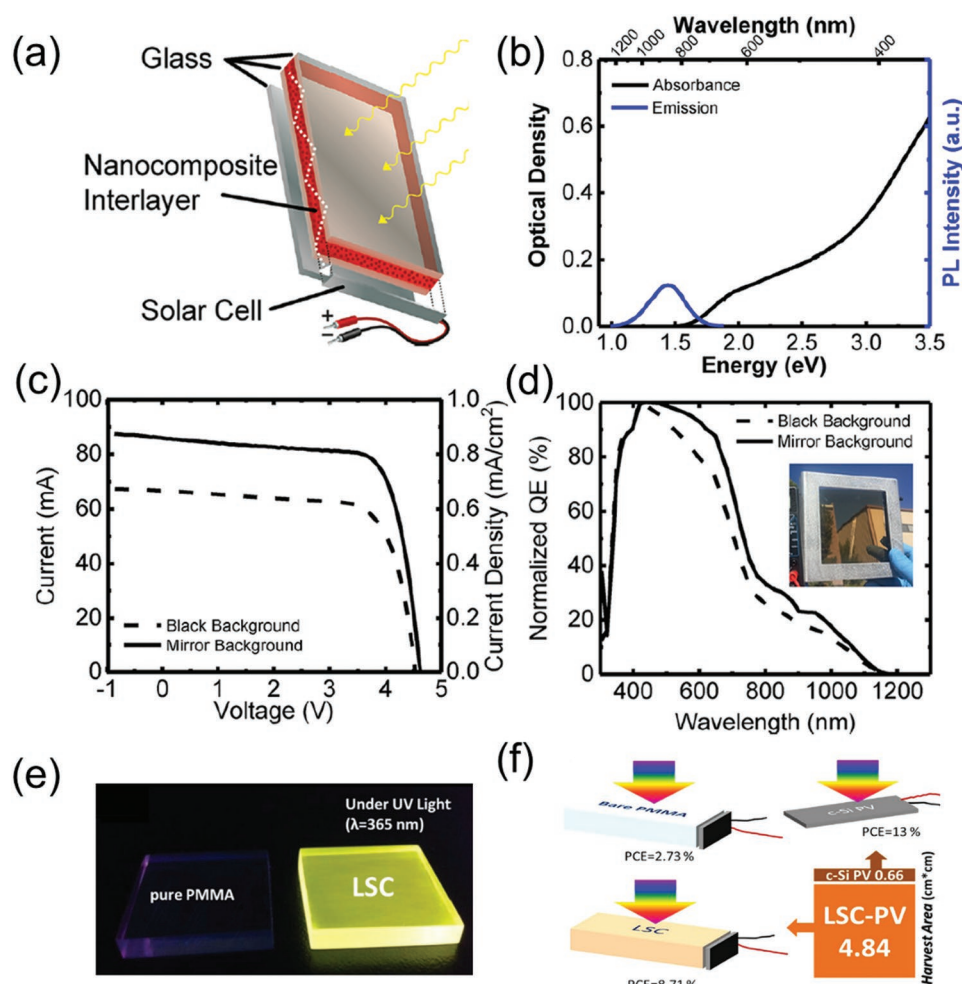 (a)
Glass
Nanocomposite
Interlayer
Solar Cell
+
−
(b)
Wavelength (nm)
1200
1000
800
600
400
Optical Density
0.8
0.6
0.4
0.2
0.0
Absorbance
Emission
PL Intensity (a.u.)
1.0
1.5
2.0
2.5
3.0
3.5
Energy (eV)
(c)
Current (mA)
100
80
60
40
20
0
Black Background
Mirror Background
1.0
0.8
0.6
0.4
0.2
0.0
Current Density (mA/cm²)
-1
0
1
2
3
4
5
Voltage (V)
(d)
Normalized QE (%)
100
80
60
40
20
0
Black Background
Mirror Background
400
600
800
1000
1200
Wavelength (nm)
(e)
Under UV Light
(λ=365 nm)
pure PMMA
LSC
(f)
Bare PMMA
PCE=2.73 %
c-Si PV
PCE=13 %
LSC
PCE=8.71 %
c-Si PV 0.66
LSC-PV
4.84
Harvest Area (cm*cm)